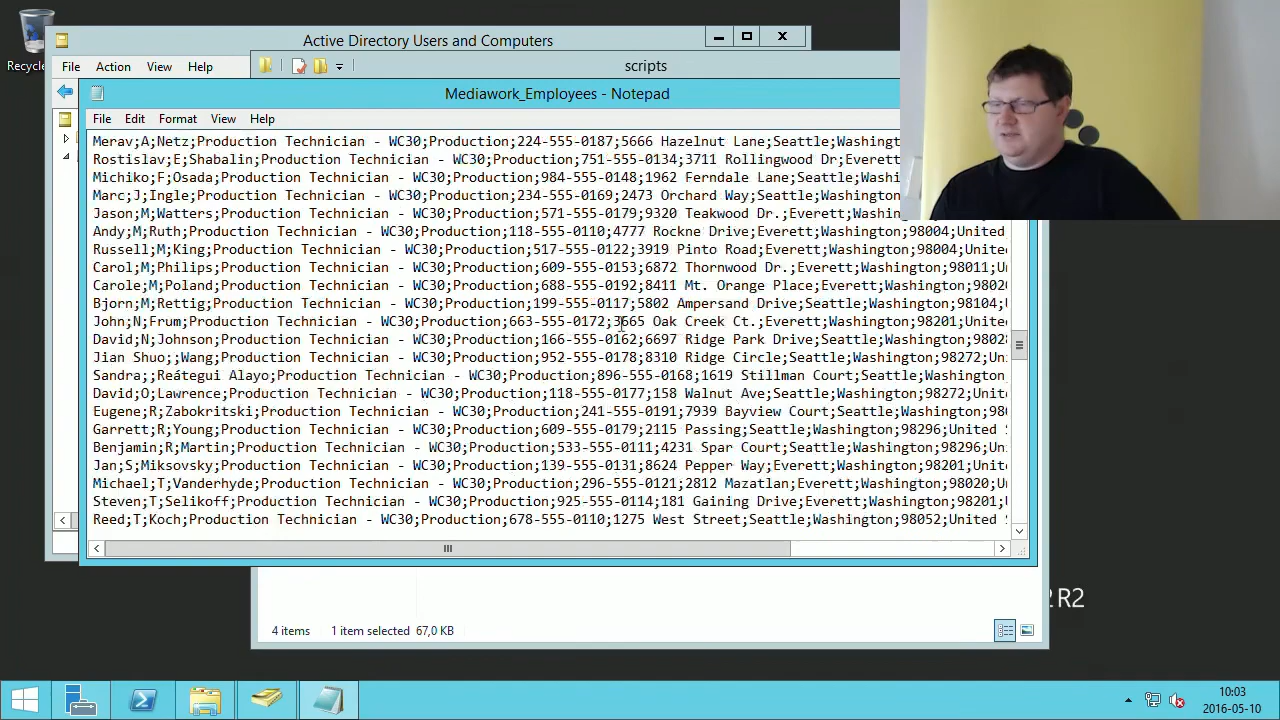 Recycle
Active Directory Users and Computers
File Action View Help
scripts
Mediawork_Employees - Notepad
File Edit Format View Help
Merav;A;Netz;Production Technician - WC30;Production;224-555-0187;5666 Hazelnut Lane;Seattle;Washington
Rostislav;E;Shabalin;Production Technician - WC30;Production;751-555-0134;3711 Rollingwood Dr;Everett
Michiko;F;Osada;Production Technician - WC30;Production;984-555-0148;1962 Ferndale Lane;Seattle;Washi
Marc;J;Ingle;Production Technician - WC30;Production;234-555-0169;2473 Orchard Way;Seattle;Washington
Jason;M;Watters;Production Technician - WC30;Production;571-555-0179;9320 Teakwood Dr.;Everett;Washin
Andy;M;Ruth;Production Technician - WC30;Production;118-555-0110;4777 Rockne Drive;Everett;Washington;98004;United
Russell;M;King;Production Technician - WC30;Production;517-555-0122;3919 Pinto Road;Everett;Washington;98004;Unite
Carol;M;Philips;Production Technician - WC30;Production;609-555-0153;6872 Thornwood Dr.;Everett;Washington;98011;U
Carole;M;Poland;Production Technician - WC30;Production;688-555-0192;8411 Mt. Orange Place;Everett;Washington;9802
Bjorn;M;Rettig;Production Technician - WC30;Production;199-555-0117;5802 Ampersand Drive;Seattle;Washington;98104;
John;N;Frum;Production Technician - WC30;Production;663-555-0172;3665 Oak Creek Ct.;Everett;Washington;98201;Unite
David;N;Johnson;Production Technician - WC30;Production;166-555-0162;6697 Ridge Park Drive;Seattle;Washington;9802
Jian Shuo;;Wang;Production Technician - WC30;Production;952-555-0178;8310 Ridge Circle;Seattle;Washington;98272;U
Sandra;;Reátegui Alayo;Production Technician - WC30;Production;896-555-0168;1619 Stillman Court;Seattle;Washington
David;O;Lawrence;Production Technician - WC30;Production;118-555-0177;158 Walnut Ave;Seattle;Washington;98272;U
Eugene;R;Zabokritski;Production Technician - WC30;Production;241-555-0191;7939 Bayview Court;Seattle;Washington;98
Garrett;R;Young;Production Technician - WC30;Production;609-555-0179;2115 Passing;Seattle;Washington;98296;United
Benjamin;R;Martin;Production Technician - WC30;Production;533-555-0111;4231 Spar Court;Seattle;Washington;98296;Un
Jan;S;Miksovsky;Production Technician - WC30;Production;139-555-0131;8624 Pepper Way;Everett;Washington;98201;Unit
Michael;T;Vanderhyde;Production Technician - WC30;Production;296-555-0121;2812 Mazatlan;Everett;Washington;98020;U
Steven;T;Selikoff;Production Technician - WC30;Production;925-555-0114;181 Gaining Drive;Everett;Washington;98201;U
Reed;T;Koch;Production Technician - WC30;Production;678-555-0110;1275 West Street;Seattle;Washington;98052;United
2 R2
4 items 1 item selected 67,0 KB
10:03
2016-05-10